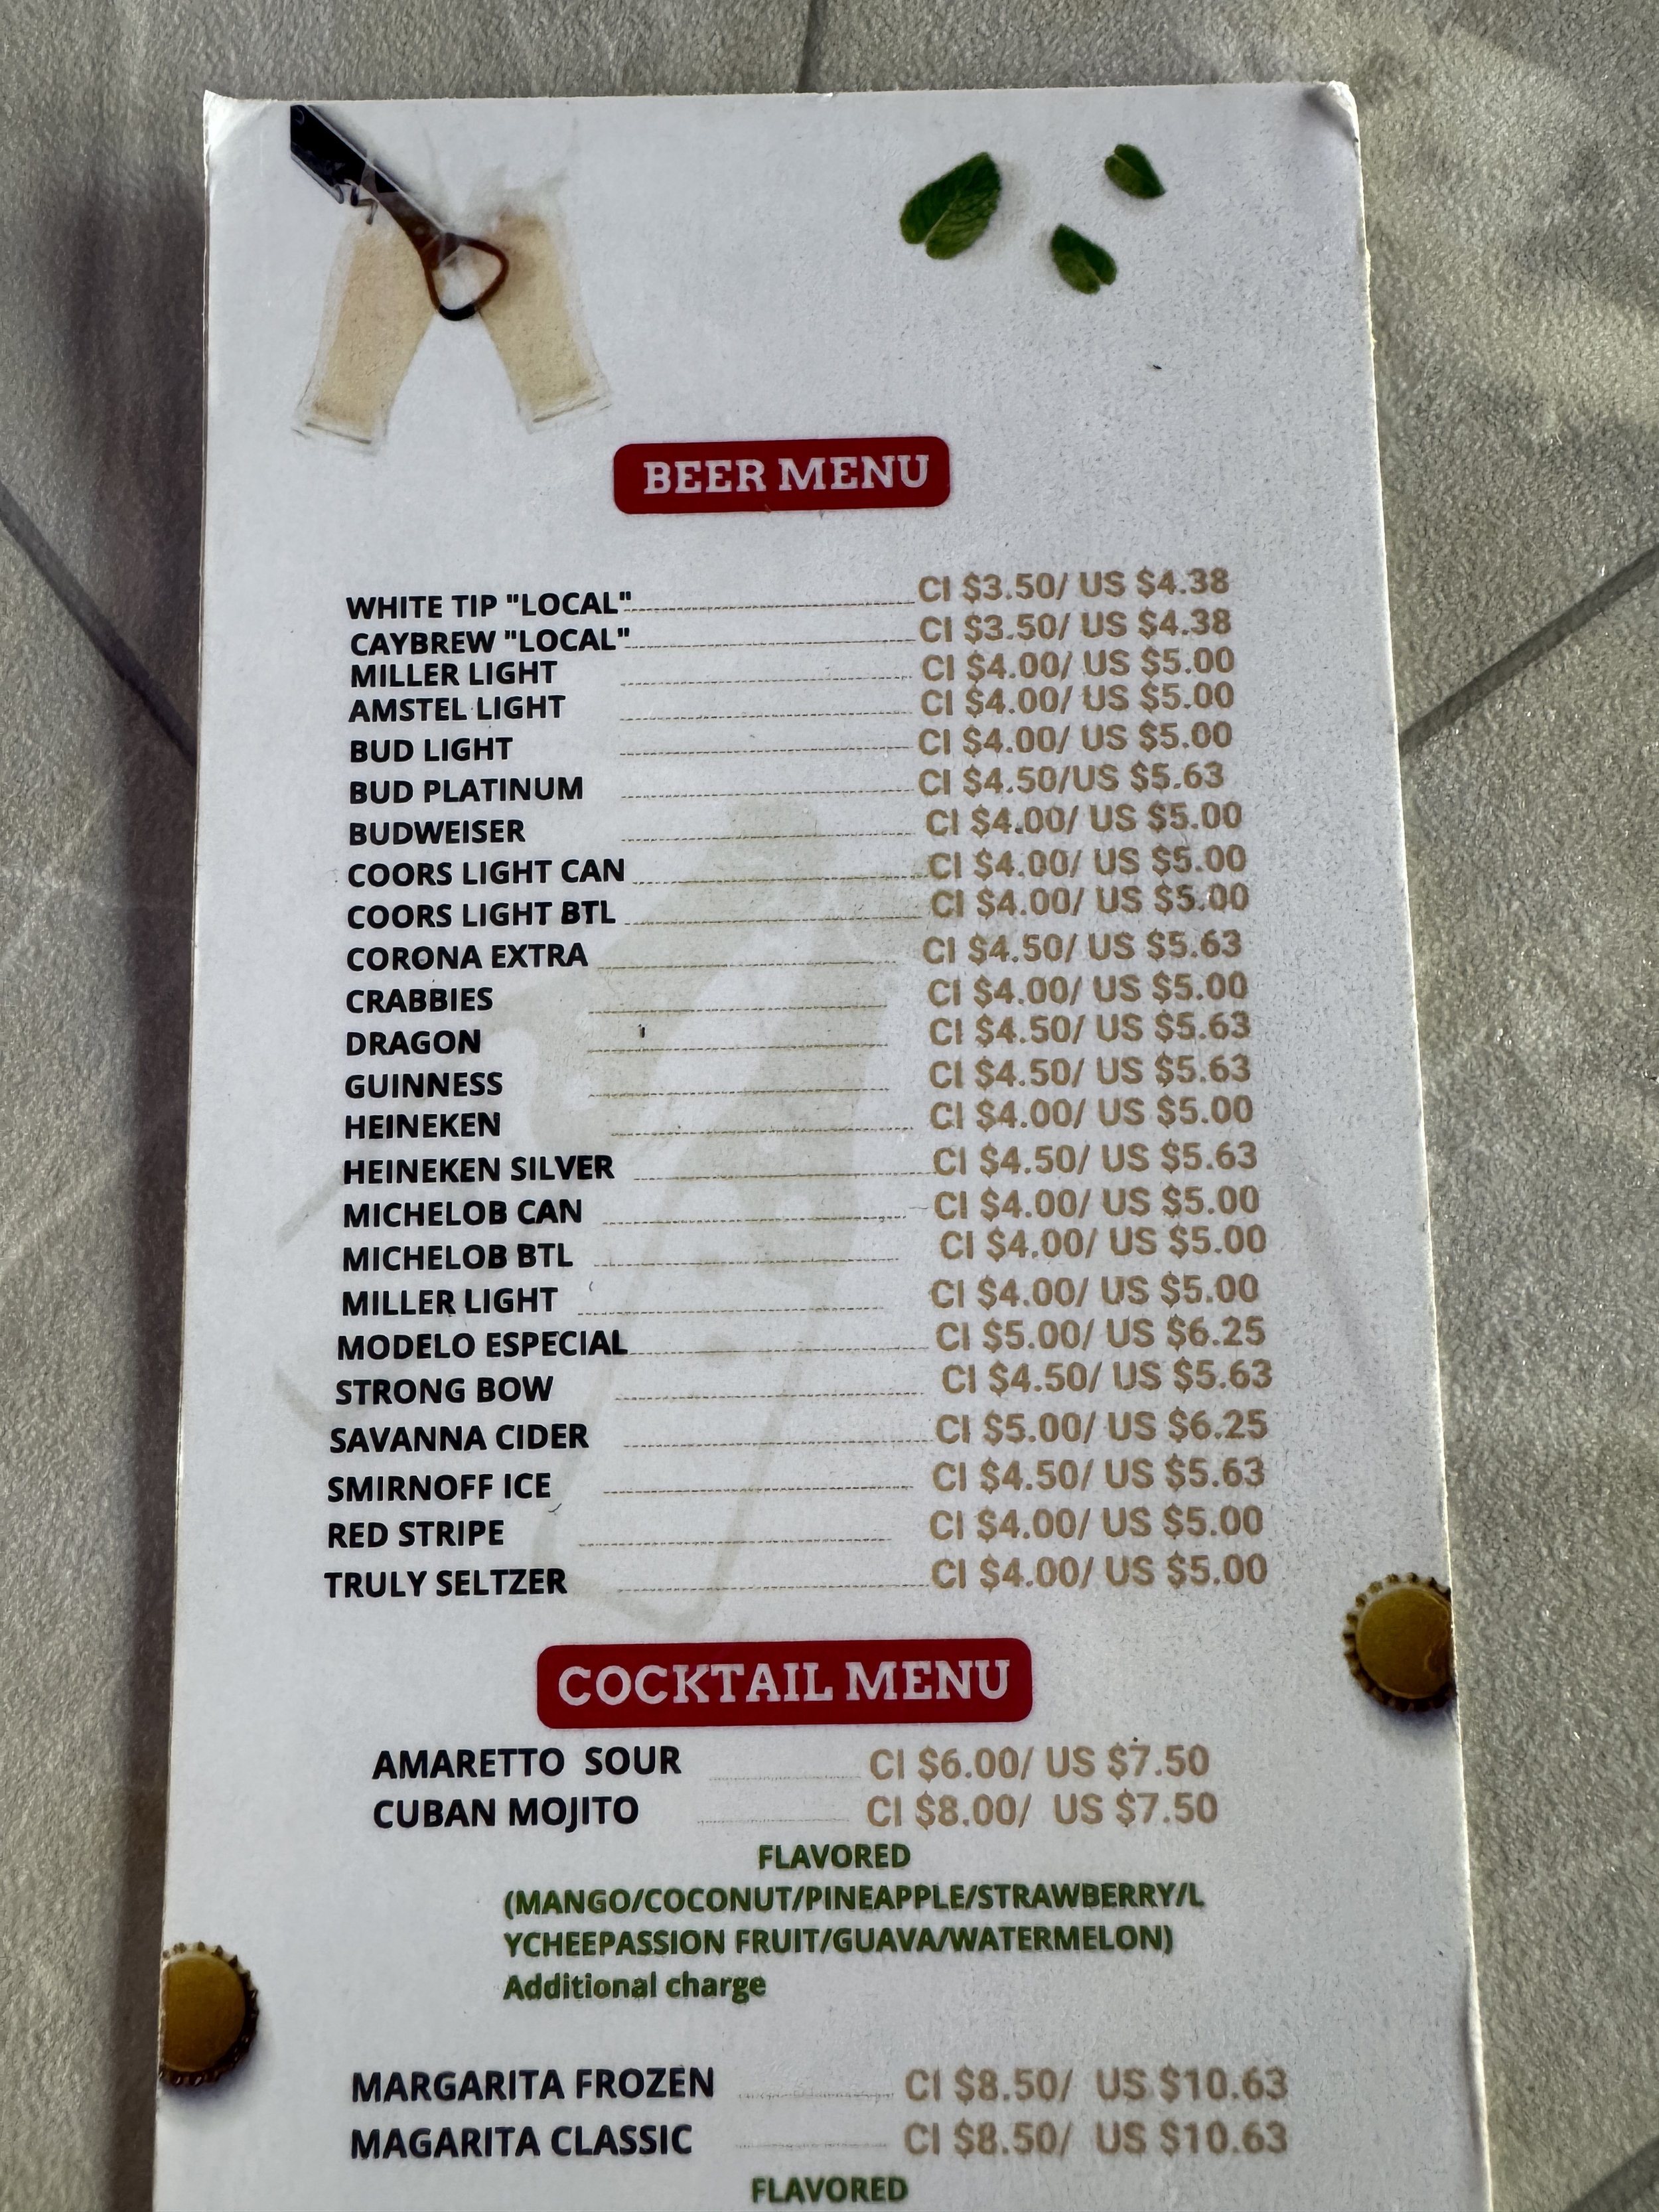 BEER MENU
WHITE TIP "LOCAL" CI $3.50/ US $4.38
CAYBREW "LOCAL" CI $3.50/ US $4.38
MILLER LIGHT CI $4.00/ US $5.00
AMSTEL LIGHT CI $4.00/ US $5.00
BUD LIGHT CI $4.00/ US $5.00
BUD PLATINUM CI $4.50/US $5.63
BUDWEISER CI $4.00/ US $5.00
COORS LIGHT CAN CI $4.00/ US $5.00
COORS LIGHT BTL CI $4.00/ US $5.00
CORONA EXTRA CI $4.50/ US $5.63
CRABBIES CI $4.00/ US $5.00
DRAGON CI $4.50/ US $5.63
GUINNESS CI $4.50/ US $5.63
HEINEKEN CI $4.00/ US $5.00
HEINEKEN SILVER CI $4.50/ US $5.63
MICHELOB CAN CI $4.00/ US $5.00
MICHELOB BTL CI $4.00/ US $5.00
MILLER LIGHT CI $4.00/ US $5.00
MODELO ESPECIAL CI $5.00/ US $6.25
STRONG BOW CI $4.50/ US $5.63
SAVANNA CIDER CI $5.00/ US $6.25
SMIRNOFF ICE CI $4.50/ US $5.63
RED STRIPE CI $4.00/ US $5.00
TRULY SELTZER CI $4.00/ US $5.00
COCKTAIL MENU
AMARETTO SOUR CI $6.00/ US $7.50
CUBAN MOJITO CI $8.00/ US $7.50
FLAVORED
(MANGO/COCONUT/PINEAPPLE/STRAWBERRY/L
YCHEEPASSION FRUIT/GUAVA/WATERMELON)
Additional charge
MARGARITA FROZEN CI $8.50/ US $10.63
MAGARITA CLASSIC CI $8.50/ US $10.63
FLAVORED